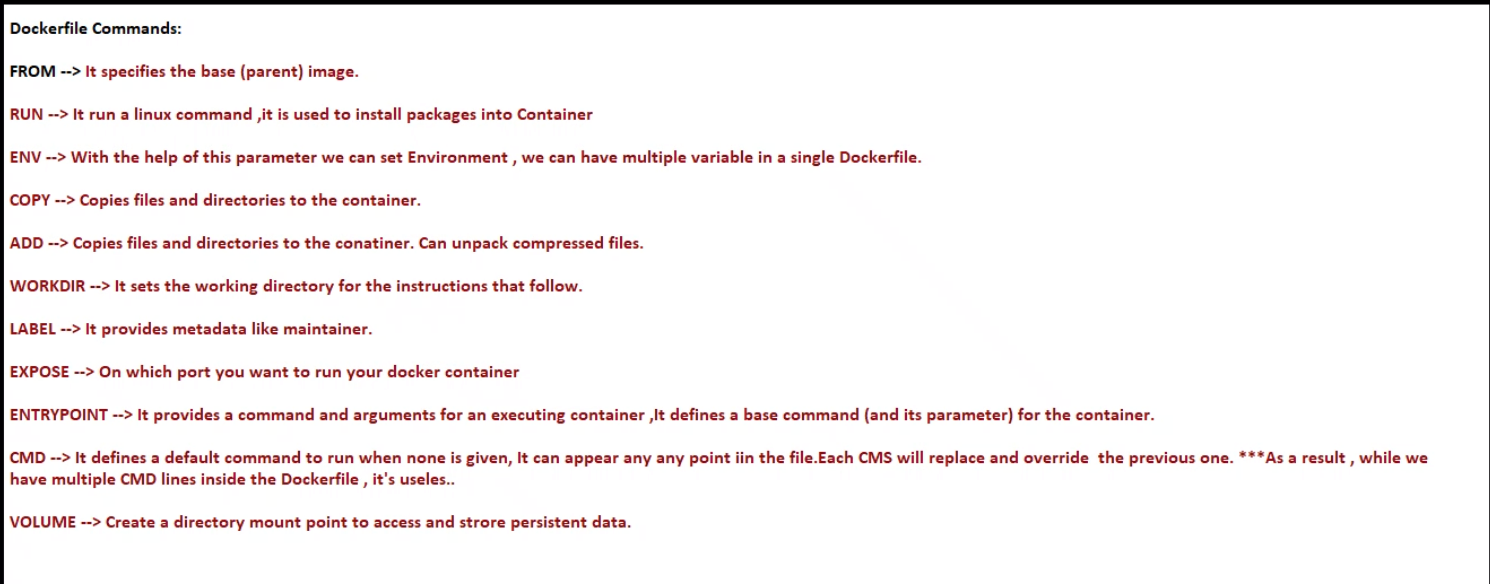 Dockerfile Commands:
FROM --> It specifies the base (parent) image.
RUN --> It run a linux command ,it is used to install packages into Container
ENV --> With the help of this parameter we can set Environment , we can have multiple variable in a single Dockerfile.
COPY --> Copies files and directories to the container.
ADD --> Copies files and directories to the conatiner. Can unpack compressed files.
WORKDIR --> It sets the working directory for the instructions that follow.
LABEL --> It provides metadata like maintainer.
EXPOSE --> On which port you want to run your docker container
ENTRYPOINT --> It provides a command and arguments for an executing container ,It defines a base command (and its parameter) for the container.
CMD --> It defines a default command to run when none is given, It can appear any any point iin the file.Each CMS will replace and override  the previous one. ***As a result , while we
have multiple CMD lines inside the Dockerfile , it's useles..
VOLUME --> Create a directory mount point to access and strore persistent data.